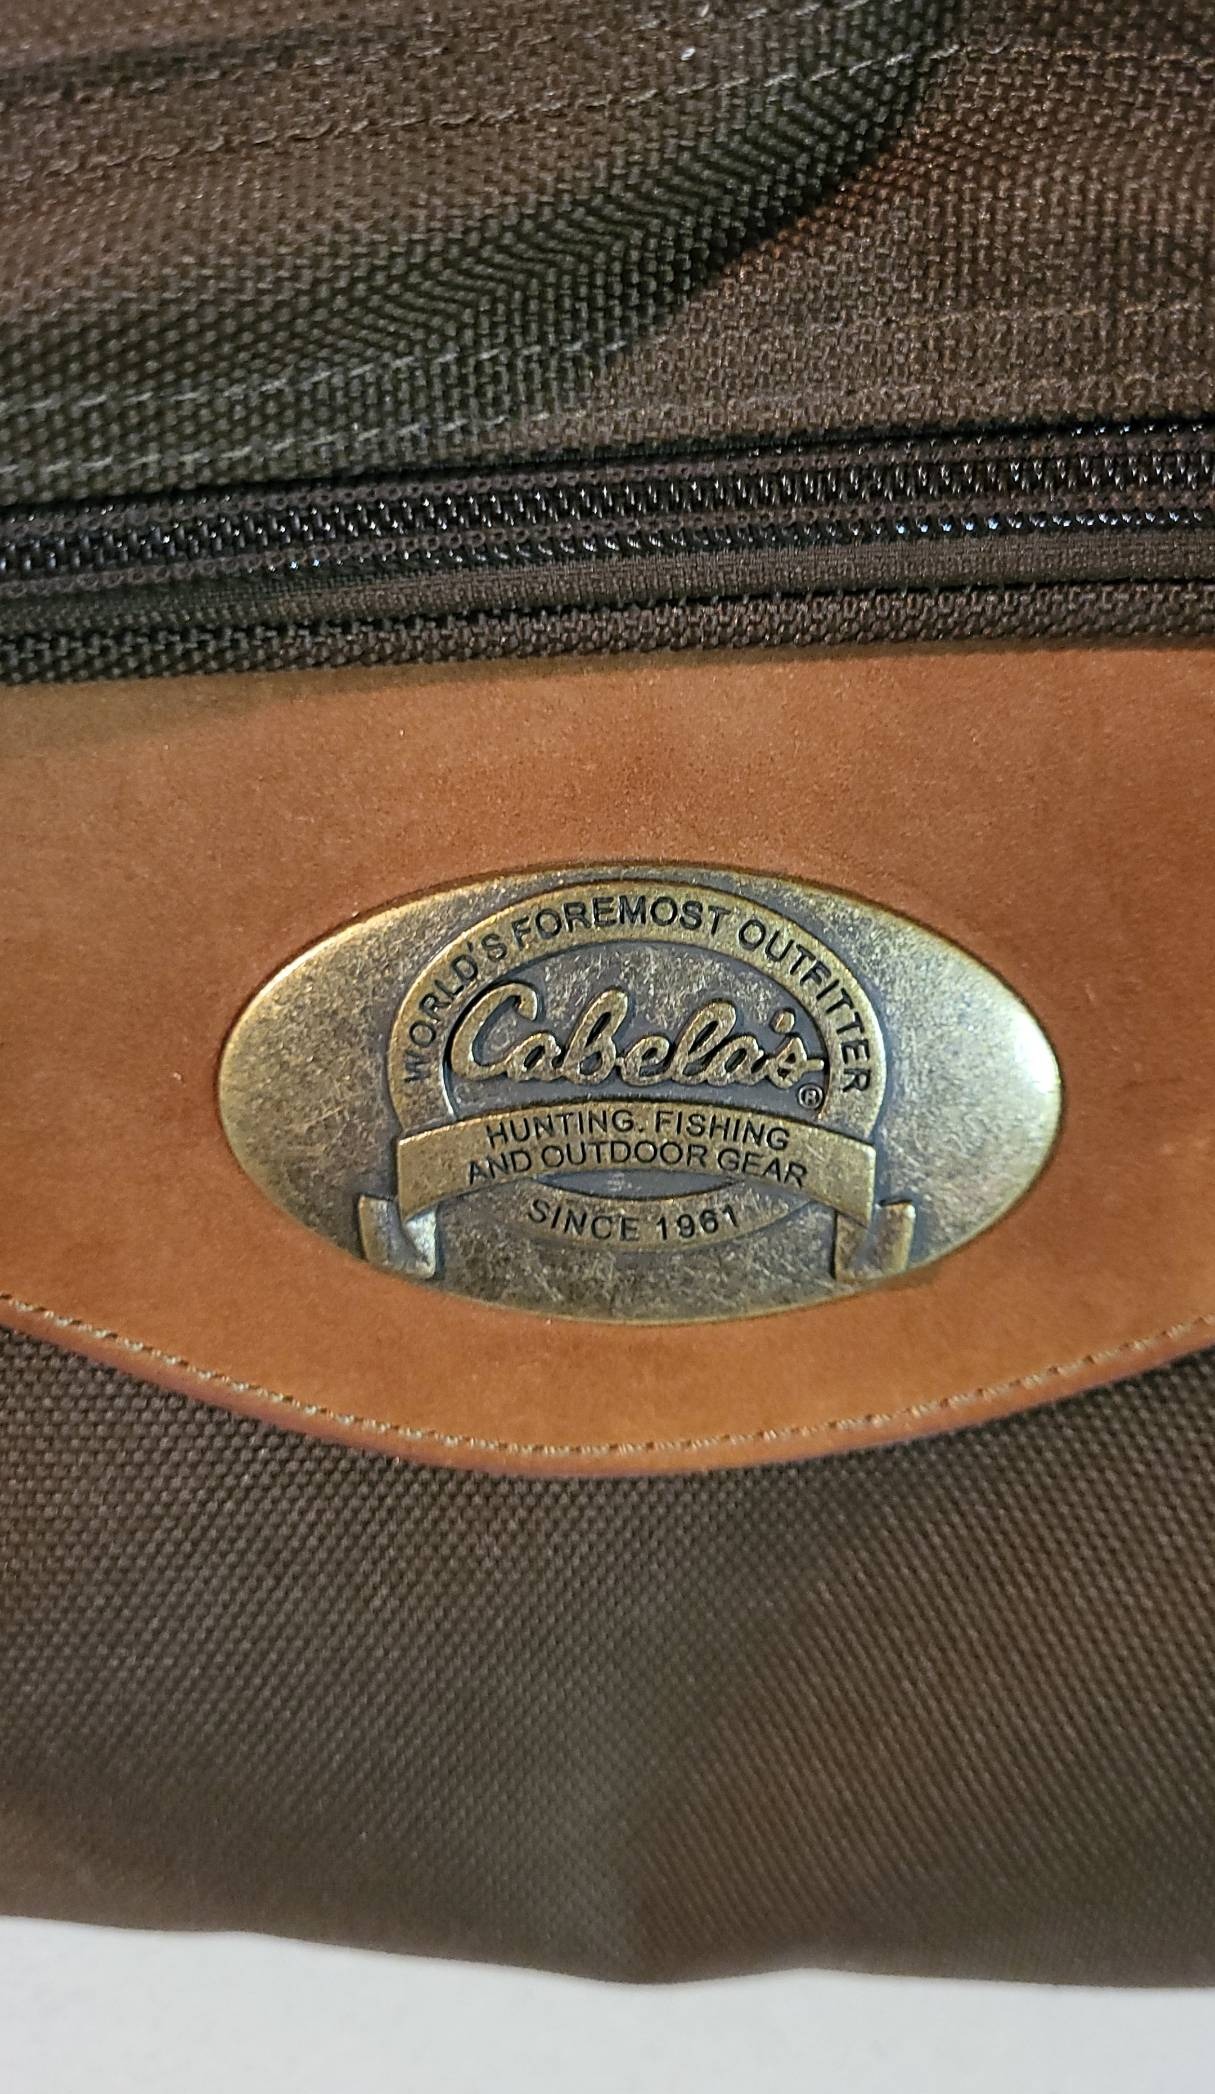 WORLD'S FOREMOST OUTFITTER
Cabela's®
HUNTING. FISHING
AND OUTDOOR GEAR
SINCE 1961